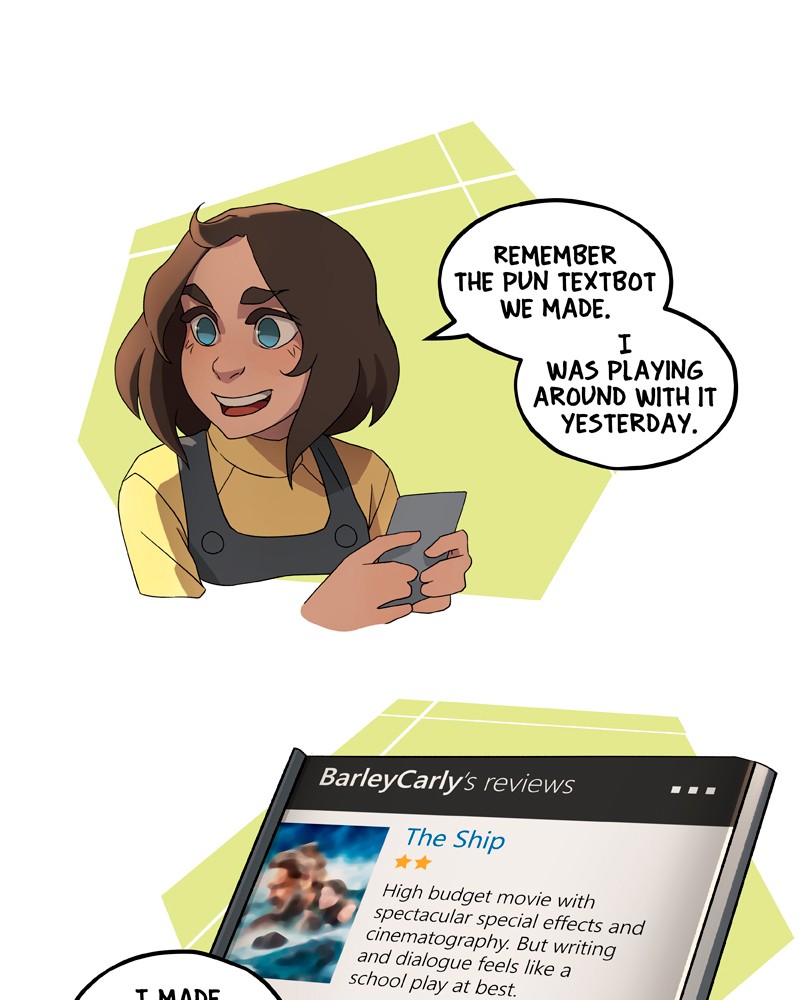 REMEMBER
THE PUN TEXTBOT
WE MADE.
I
WAS PLAYING
AROUND WITH IT
YESTERDAY.
BarleyCarly's reviews
The Ship
High budget movie with
spectacular special effects and
cinematography. But writing
and dialogue feels like a
school play at best.
I MADE